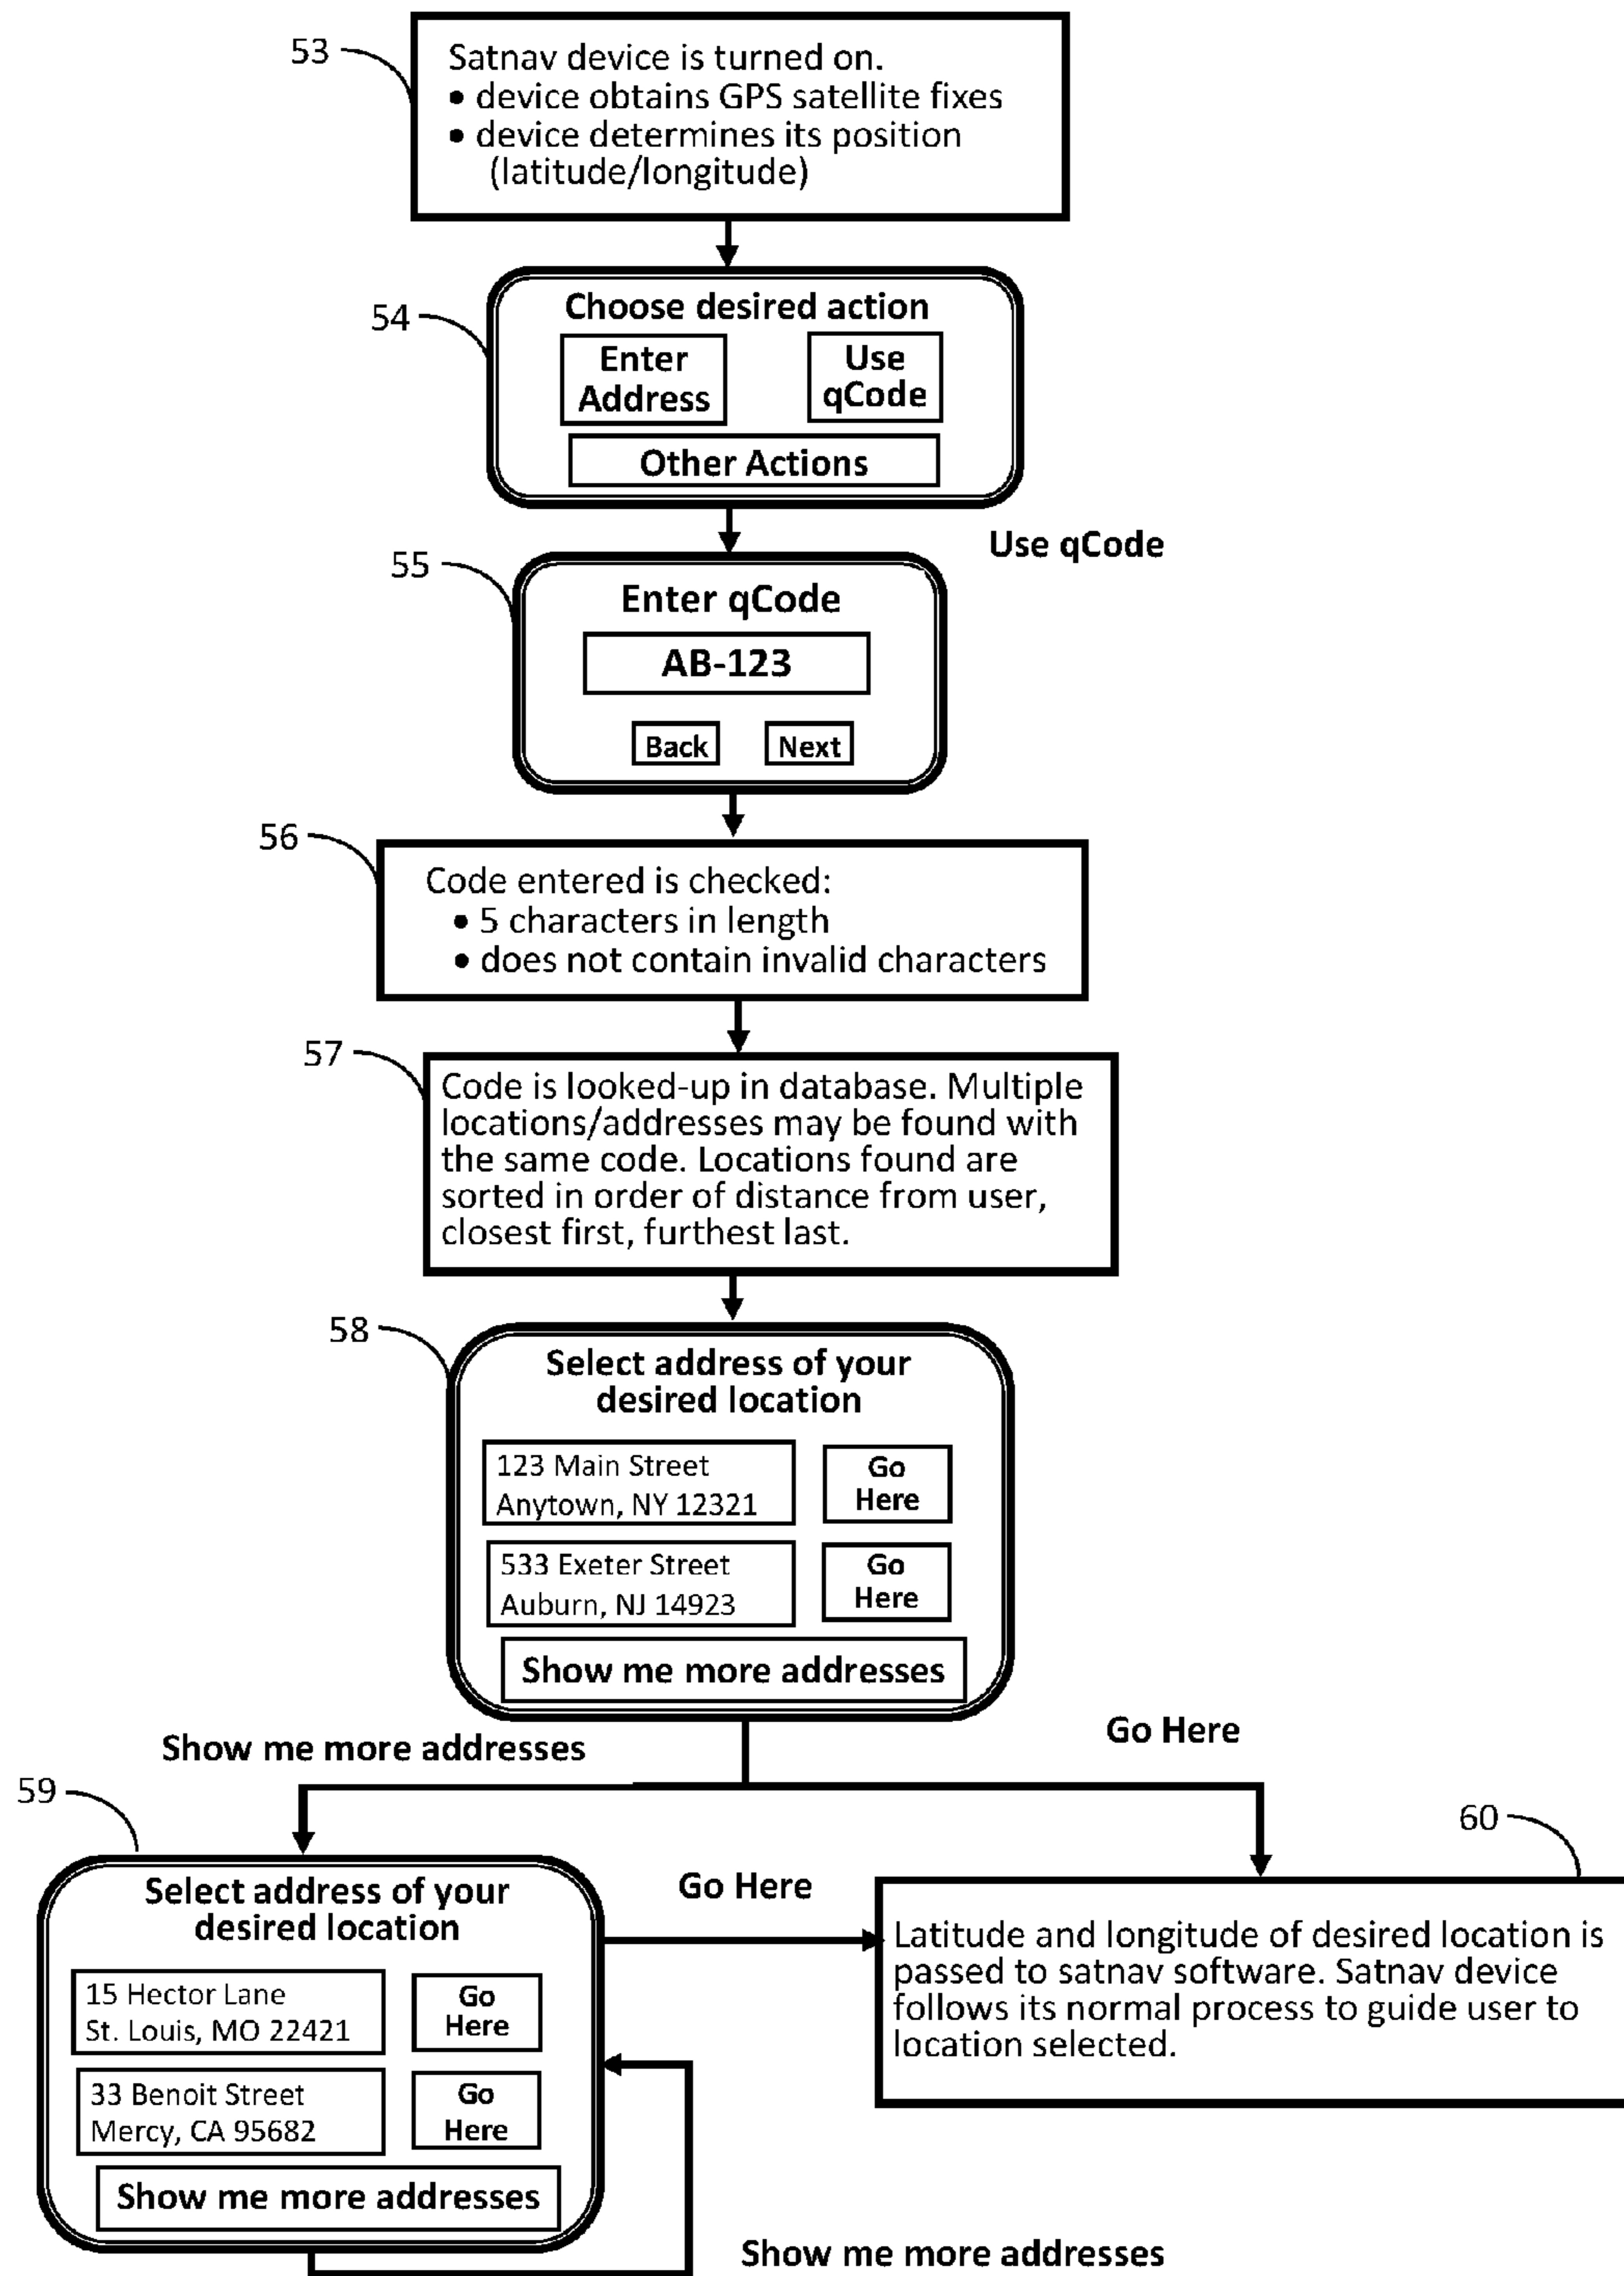 53
Satnav device is turned on.
• device obtains GPS satellite fixes
• device determines its position
(latitude/longitude)
54
Choose desired action
Enter
Address
Use
qCode
Other Actions
Use qCode
55
Enter qCode
AB-123
Back
Next
56
Code entered is checked:
• 5 characters in length
• does not contain invalid characters
57
Code is looked-up in database. Multiple
locations/addresses may be found with
the same code. Locations found are
sorted in order of distance from user,
closest first, furthest last.
58
Select address of your
desired location
123 Main Street
Anytown, NY 12321
Go
Here
533 Exeter Street
Auburn, NJ 14923
Go
Here
Show me more addresses
Show me more addresses
Go Here
59
Select address of your
desired location
15 Hector Lane
St. Louis, MO 22421
Go
Here
33 Benoit Street
Mercy, CA 95682
Go
Here
Show me more addresses
Go Here
60
Latitude and longitude of desired location is
passed to satnav software. Satnav device
follows its normal process to guide user to
location selected.
Show me more addresses